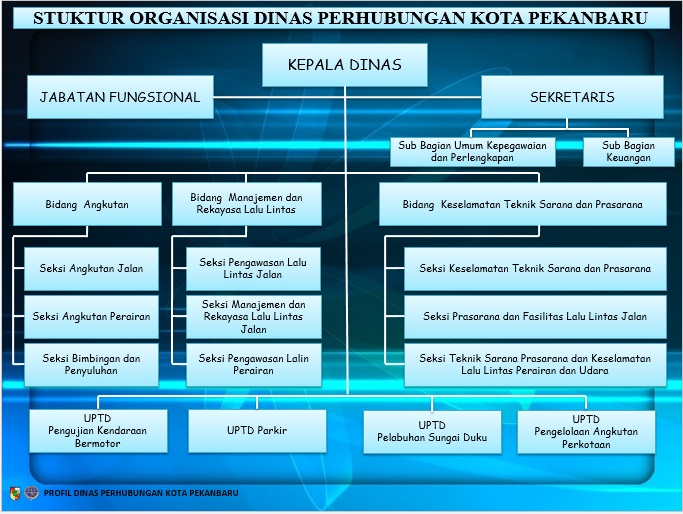 STUKTUR ORGANISASI DINAS PERHUBUNGAN KOTA PEKANBARU
KEPALA DINAS
JABATAN FUNGSIONAL
SEKRETARIS
Sub Bagian Umum Kepegawaian
dan Perlengkapan
Sub Bagian
Keuangan
Bidang Angkutan
Bidang Manajemen dan
Rekayasa Lalu Lintas
Bidang Keselamatan Teknik Sarana dan Prasarana
Seksi Angkutan Jalan
Seksi Pengawasan Lalu
Lintas Jalan
Seksi Keselamatan Teknik Sarana dan Prasarana
Seksi Angkutan Perairan
Seksi Manajemen dan
Rekayasa Lalu Lintas
Jalan
Seksi Prasarana dan Fasilitas Lalu Lintas Jalan
Seksi Bimbingan dan
Penyuluhan
Seksi Pengawasan Lalin
Perairan
Seksi Teknik Sarana Prasarana dan Keselamatan
Lalu Lintas Perairan dan Udara
UPTD
Pengujian Kendaraan
Bermotor
UPTD Parkir
UPTD
Pelabuhan Sungai Duku
UPTD
Pengelolaan Angkutan
Perkotaan
PROFIL DINAS PERHUBUNGAN KOTA PEKANBARU